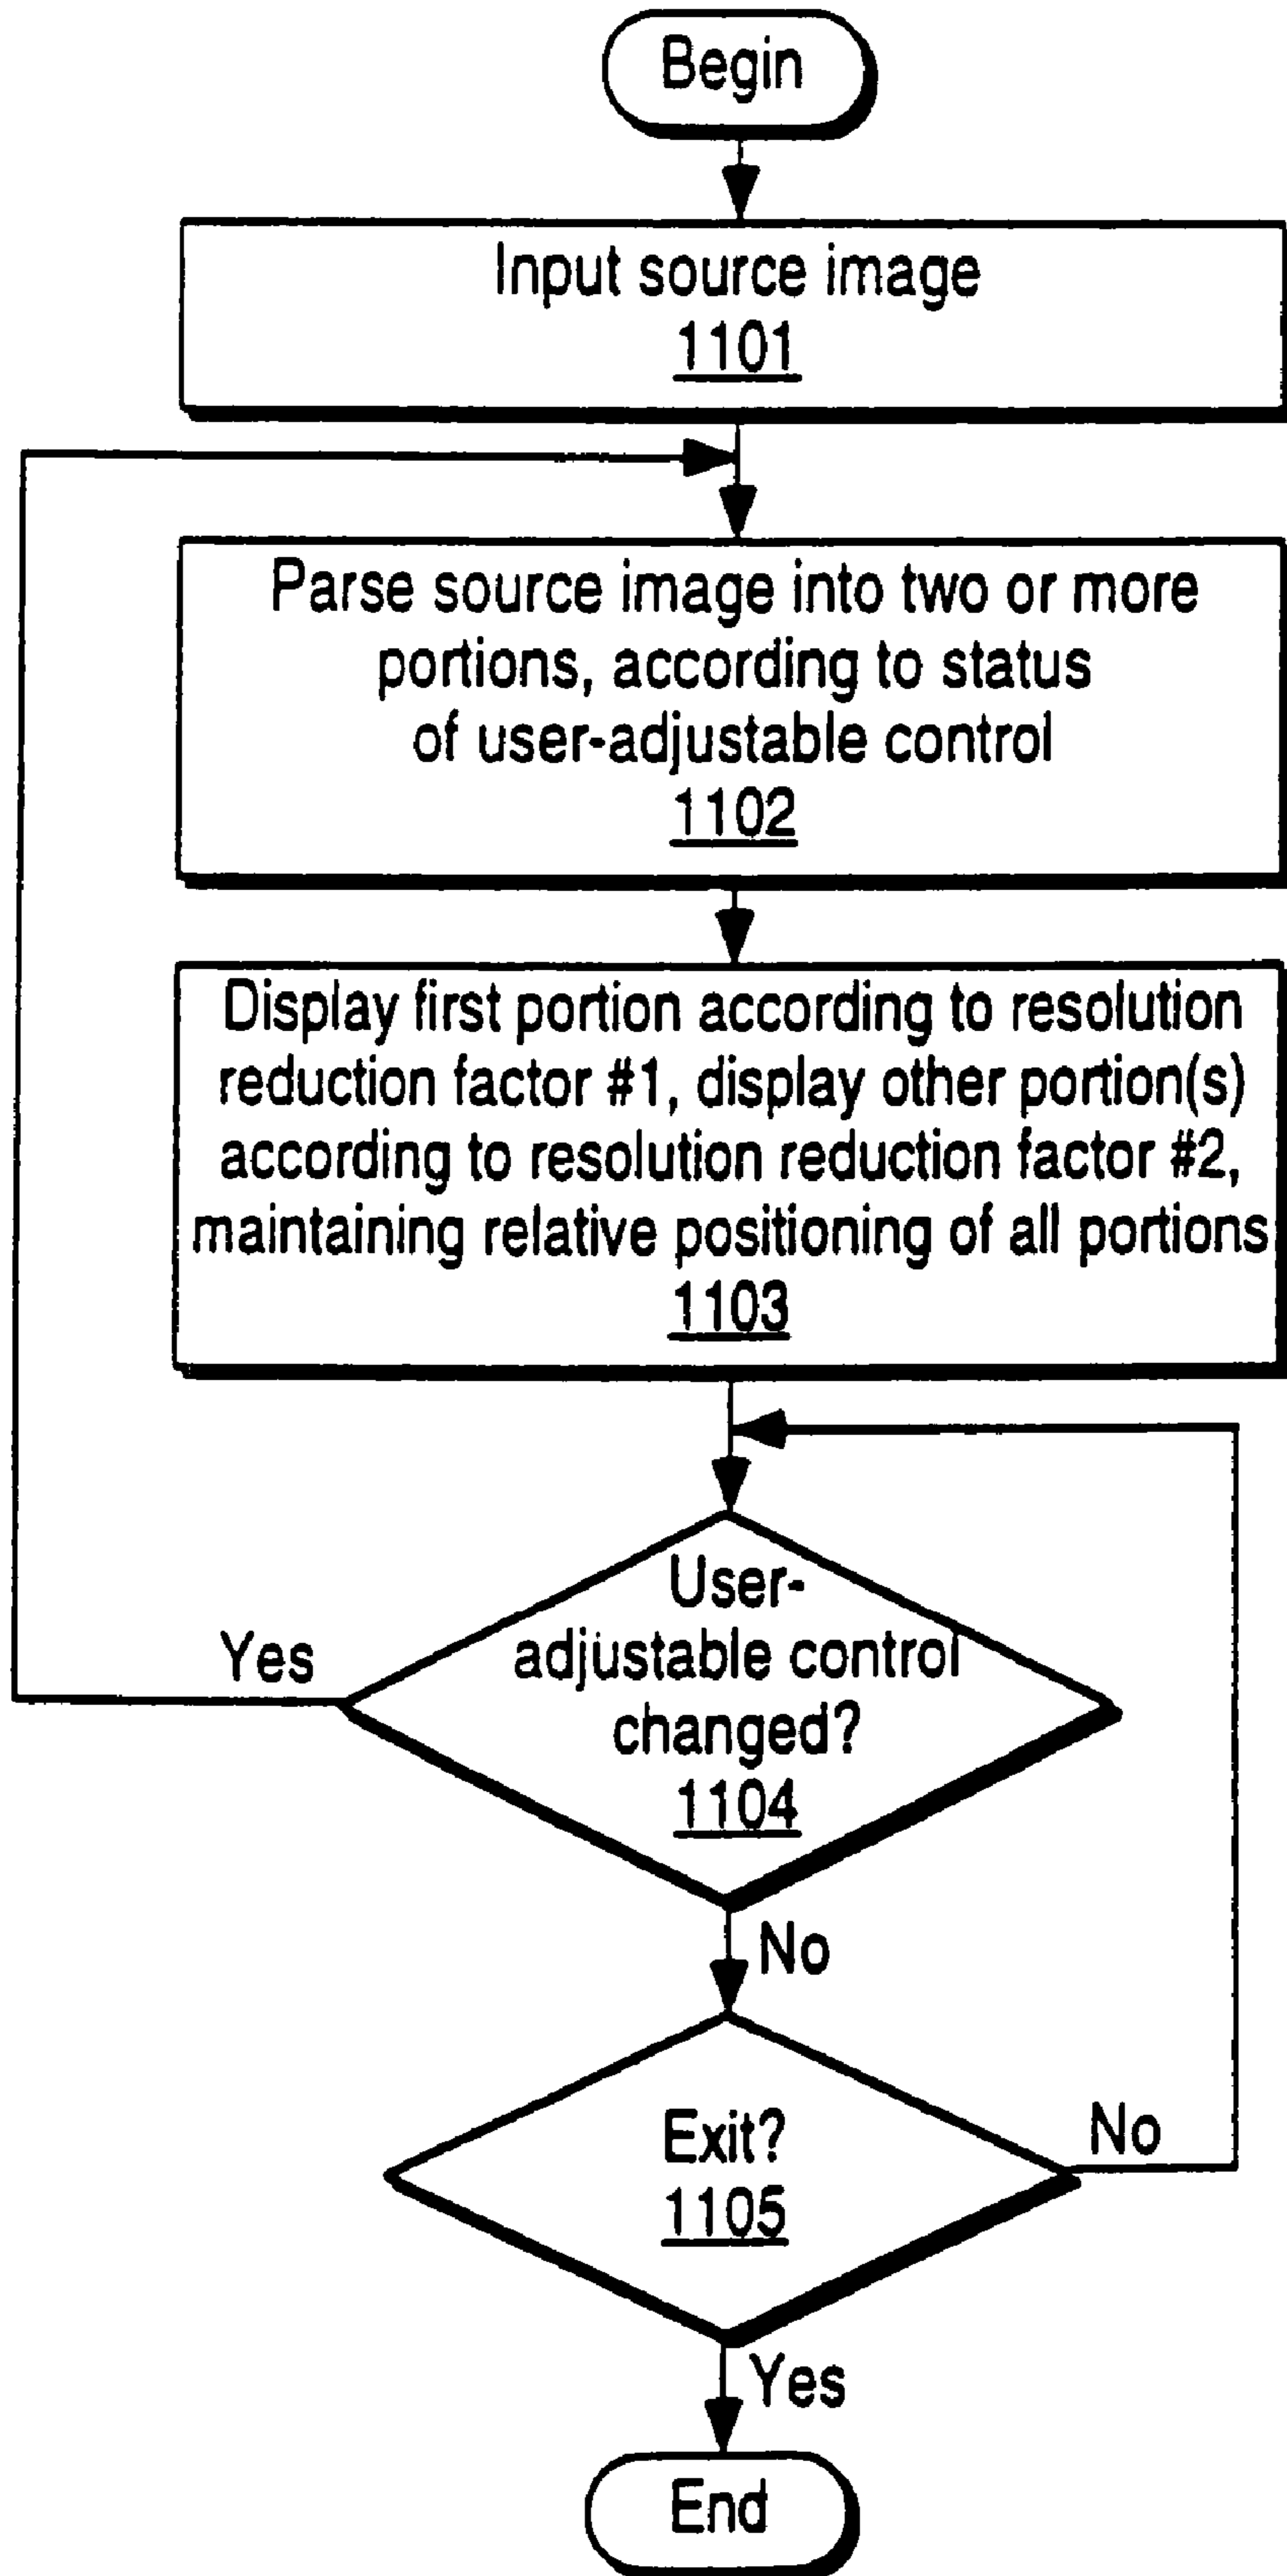 Begin
Input source image
1101
Parse source image into two or more
portions, according to status
of user-adjustable control
1102
Display first portion according to resolution
reduction factor #1, display other portion(s)
according to resolution reduction factor #2,
maintaining relative positioning of all portions
1103
User-
adjustable control
changed?
1104
Yes
No
Exit?
1105
No
Yes
End